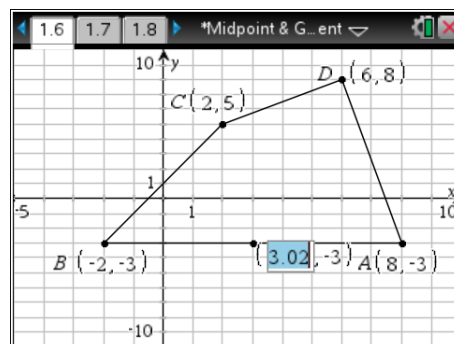 1.6 1.7 1.8 *Midpoint & G...ent
10 y
D (6,8)
C (2,5)
1
x
-5 1 10
B (-2,-3) (3.02,-3) A(8,-3)
-10